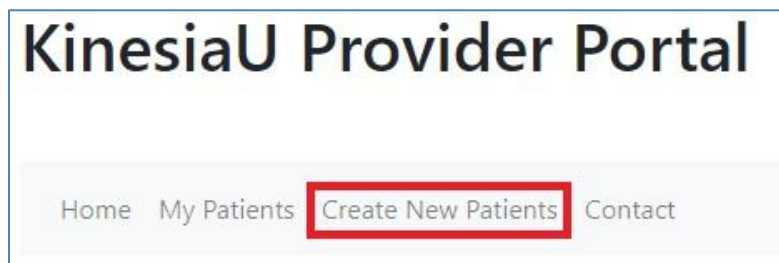 KinesiaU Provider Portal
Home My Patients Create New Patients Contact